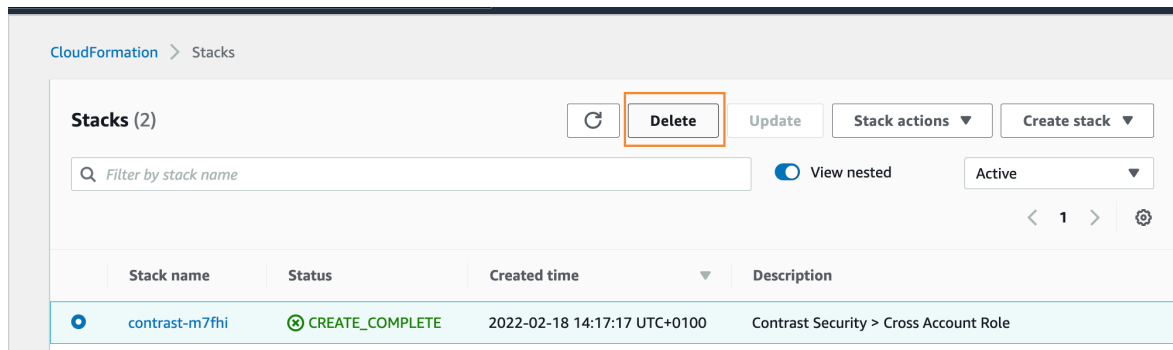 CloudFormation > Stacks
Stacks (2)
Delete
Update
Stack actions
Create stack
Filter by stack name
View nested
Active
1
Stack name
Status
Created time
Description
contrast-m7fhi
CREATE_COMPLETE
2022-02-18 14:17:17 UTC+0100
Contrast Security > Cross Account Role